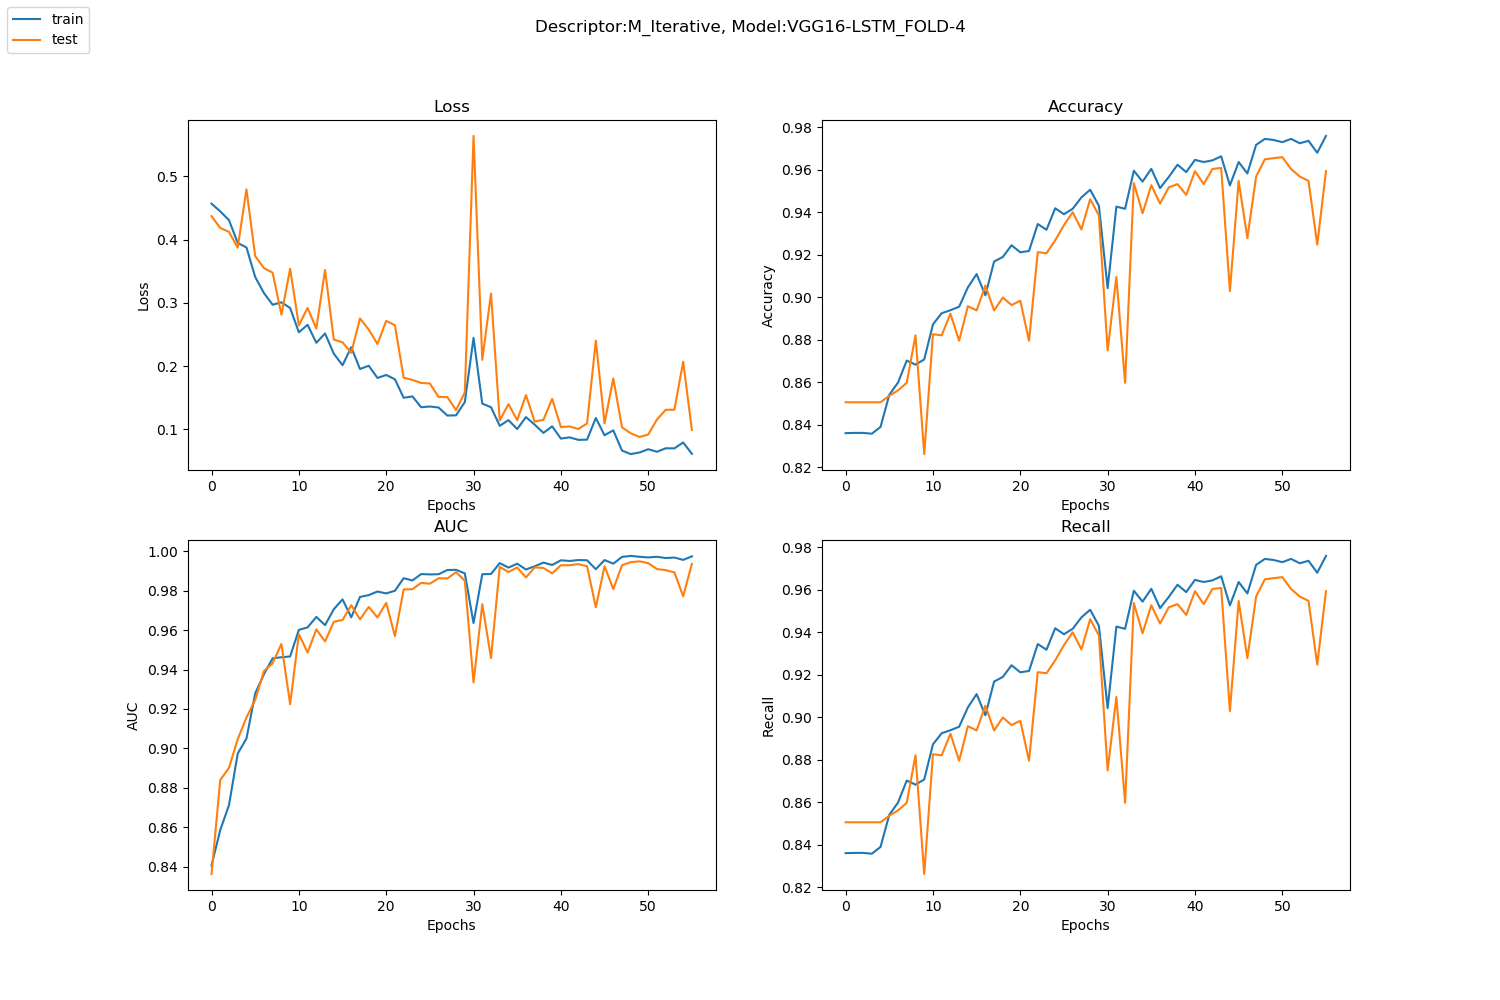 train
test
Descriptor:M_Iterative, Model:VGG16-LSTM_FOLD-4
Loss
Loss
0.5
0.4
0.3
0.2
0.1
0 10 20 30 40 50
Epochs
Accuracy
Accuracy
0.98
0.96
0.94
0.92
0.90
0.88
0.86
0.84
0.82
0 10 20 30 40 50
Epochs
AUC
AUC
1.00
0.98
0.96
0.94
0.92
0.90
0.88
0.86
0.84
0 10 20 30 40 50
Epochs
Recall
Recall
0.98
0.96
0.94
0.92
0.90
0.88
0.86
0.84
0.82
0 10 20 30 40 50
Epochs